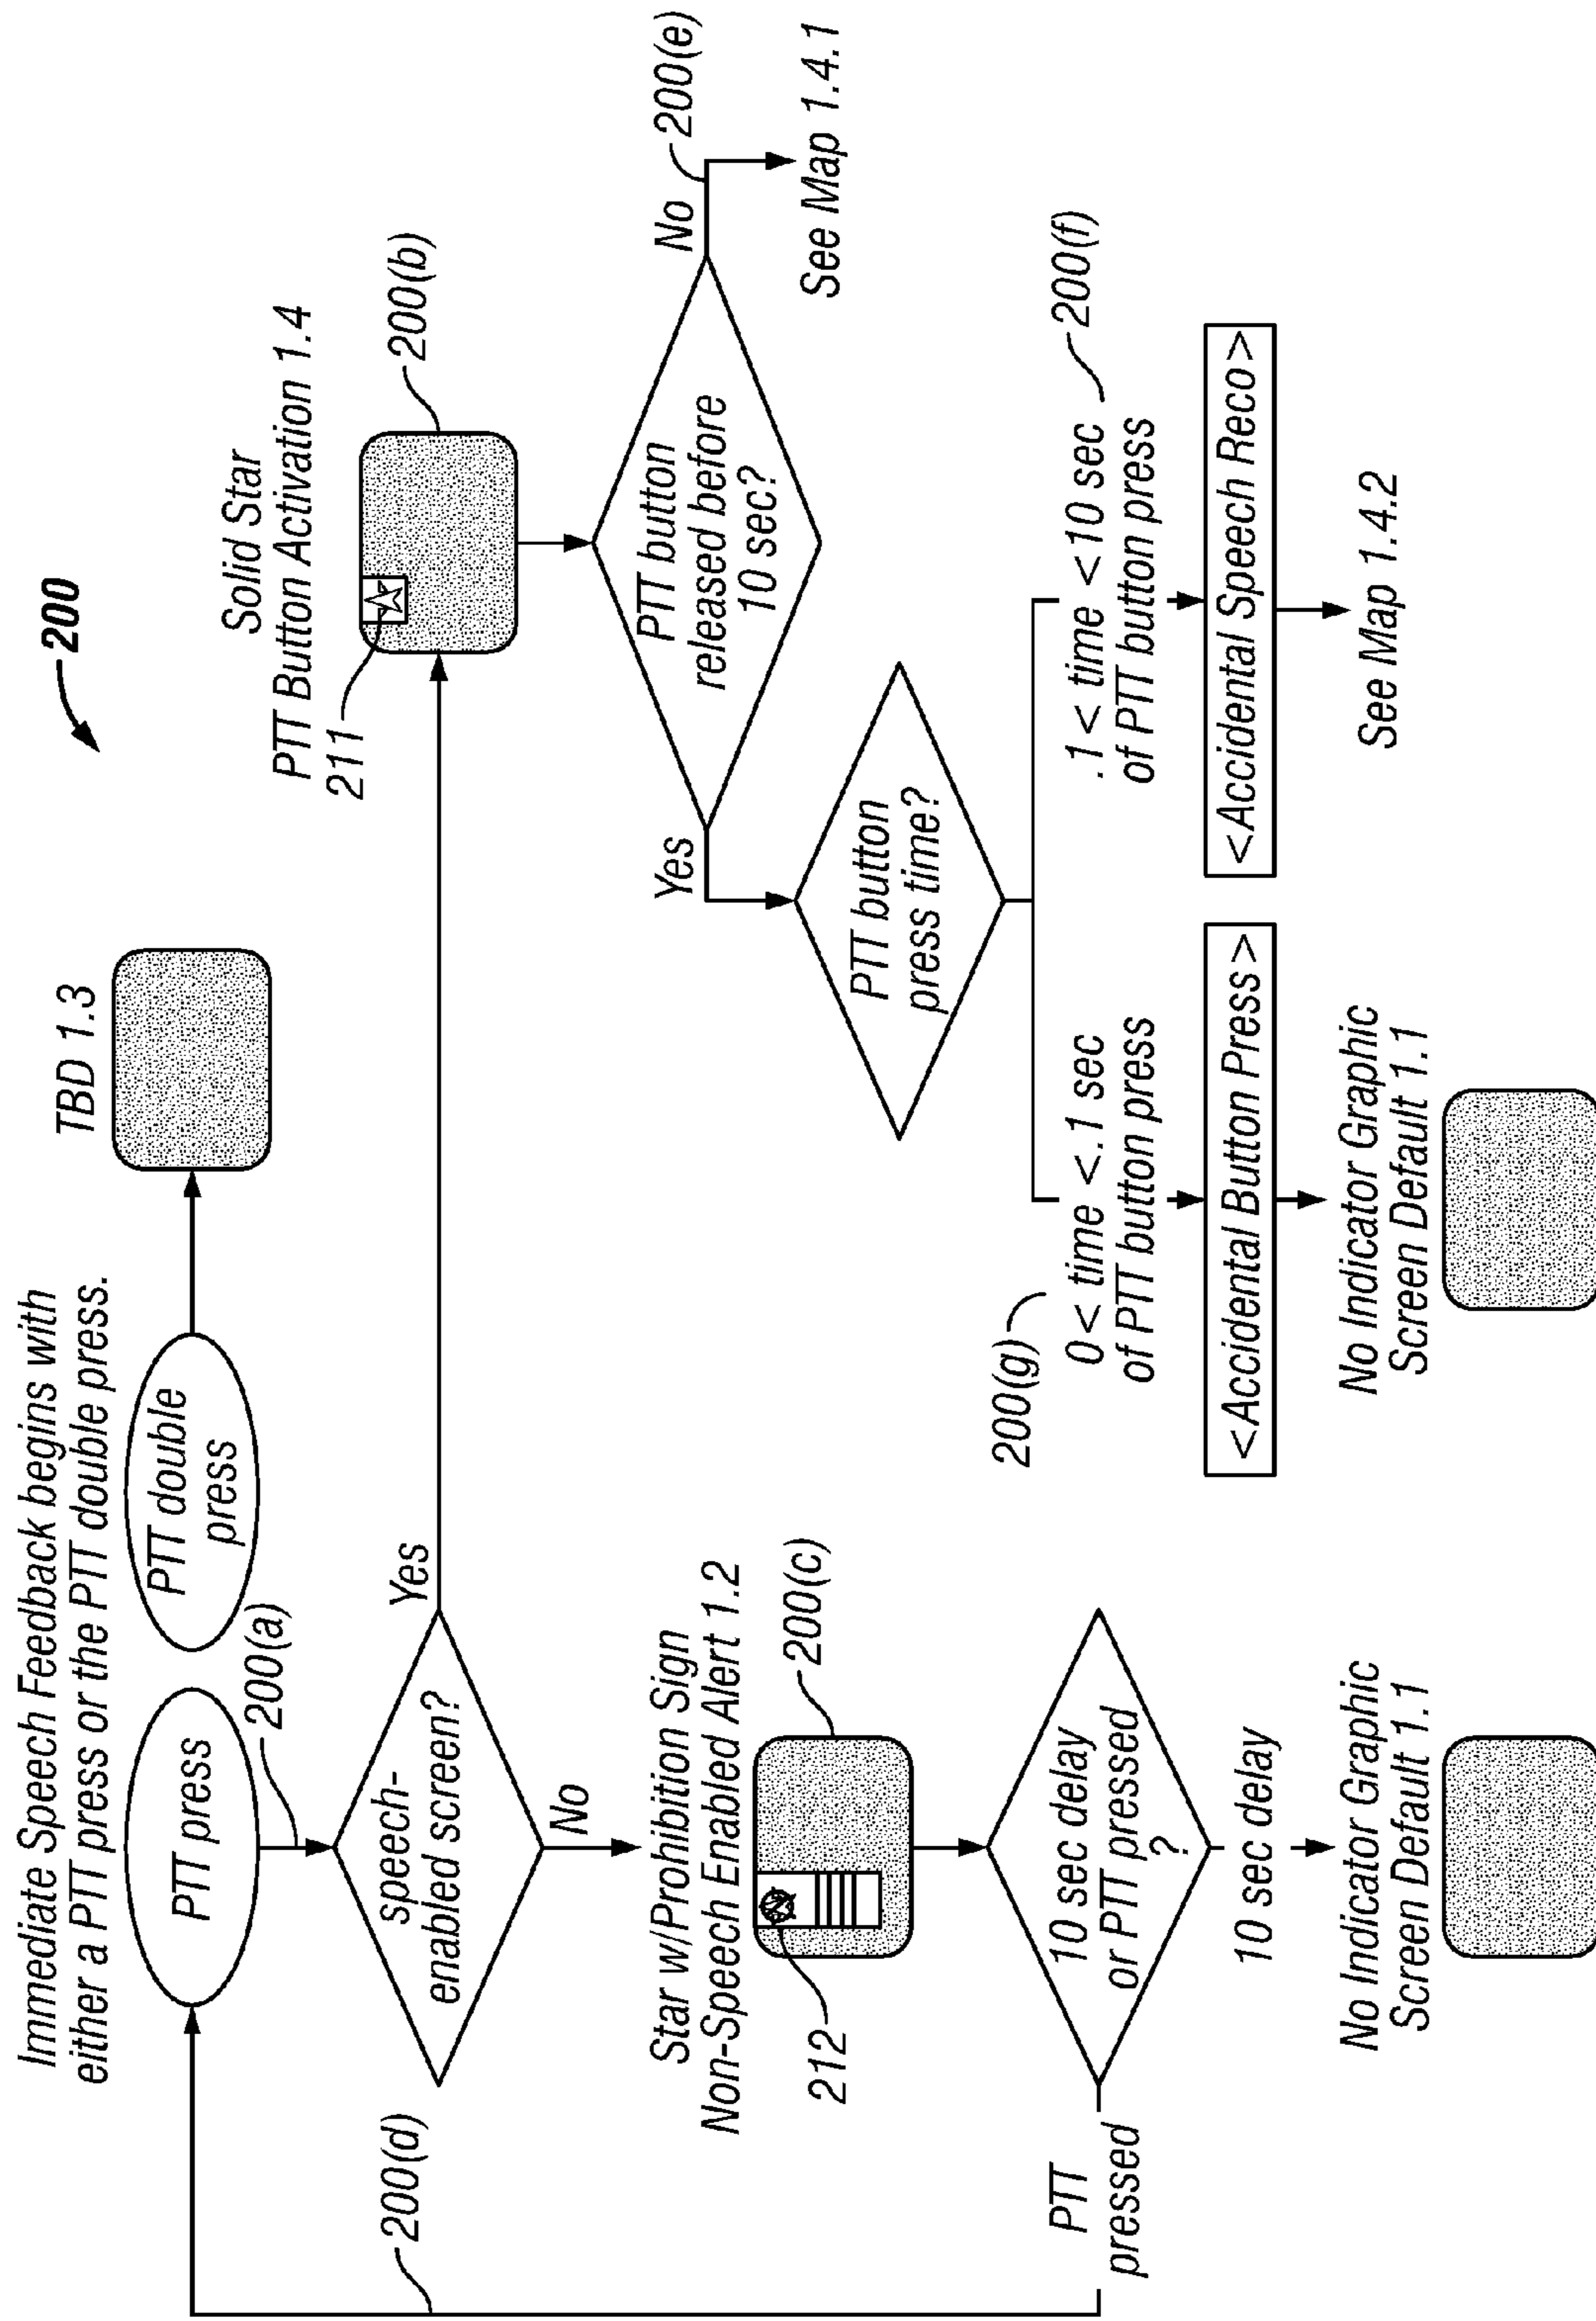 200
Immediate Speech Feedback begins with
either a PTT press or the PTT double press.
PTT press
PTT double
press
TBD 1.3
200(a)
200(d)
speech-
enabled screen?
Yes
No
Solid Star
PTT Button Activation 1.4
211
200(b)
Star w/Prohibition Sign
Non-Speech Enabled Alert 1.2
212
200(c)
PTT button
released before
10 sec?
Yes
No
200(e)
See Map 1.4.1
PTT button
press time?
10 sec delay
or PTT pressed
?
PTT
pressed
10 sec delay
No Indicator Graphic
Screen Default 1.1
200(g)
0 < time <.1 sec
of PTT button press
<Accidental Button Press>
No Indicator Graphic
Screen Default 1.1
.1 < time <10 sec
of PTT button press
200(f)
<Accidental Speech Reco>
See Map 1.4.2